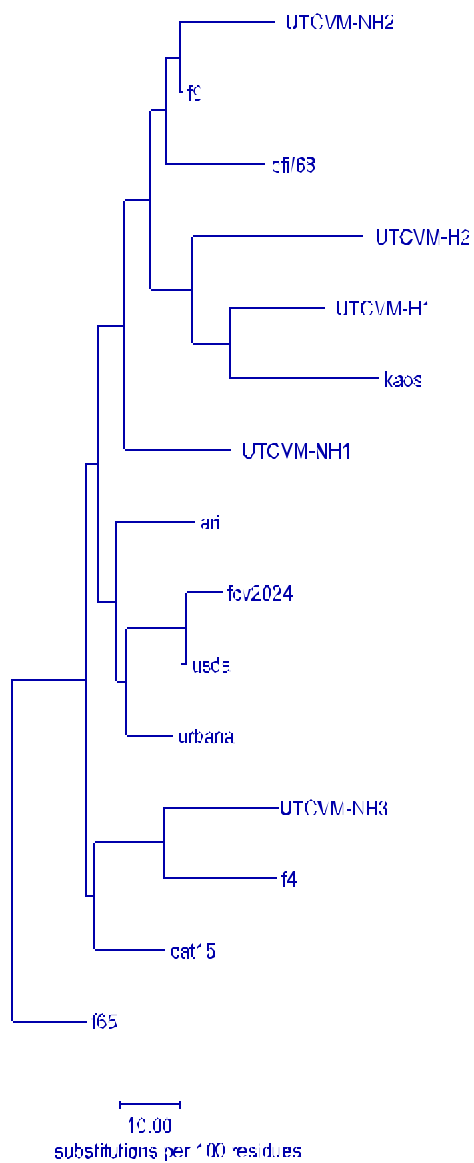 UTCVM-NH2
f9
cfi/68
UTCVM-H2
UTCVM-H1
kaos
UTCVM-NH1
ari
fcv2024
usda
urbana
UTCVM-NH3
f4
cat15
f65
10.00
substitutions per 100 residues